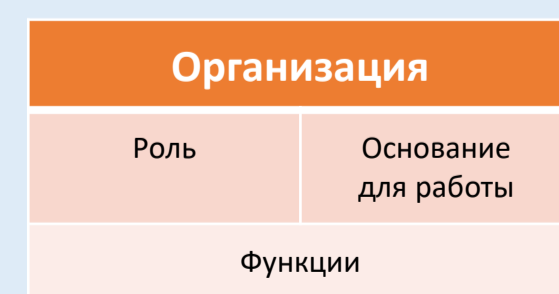 Организация
Роль
Основание
для работы
Функции